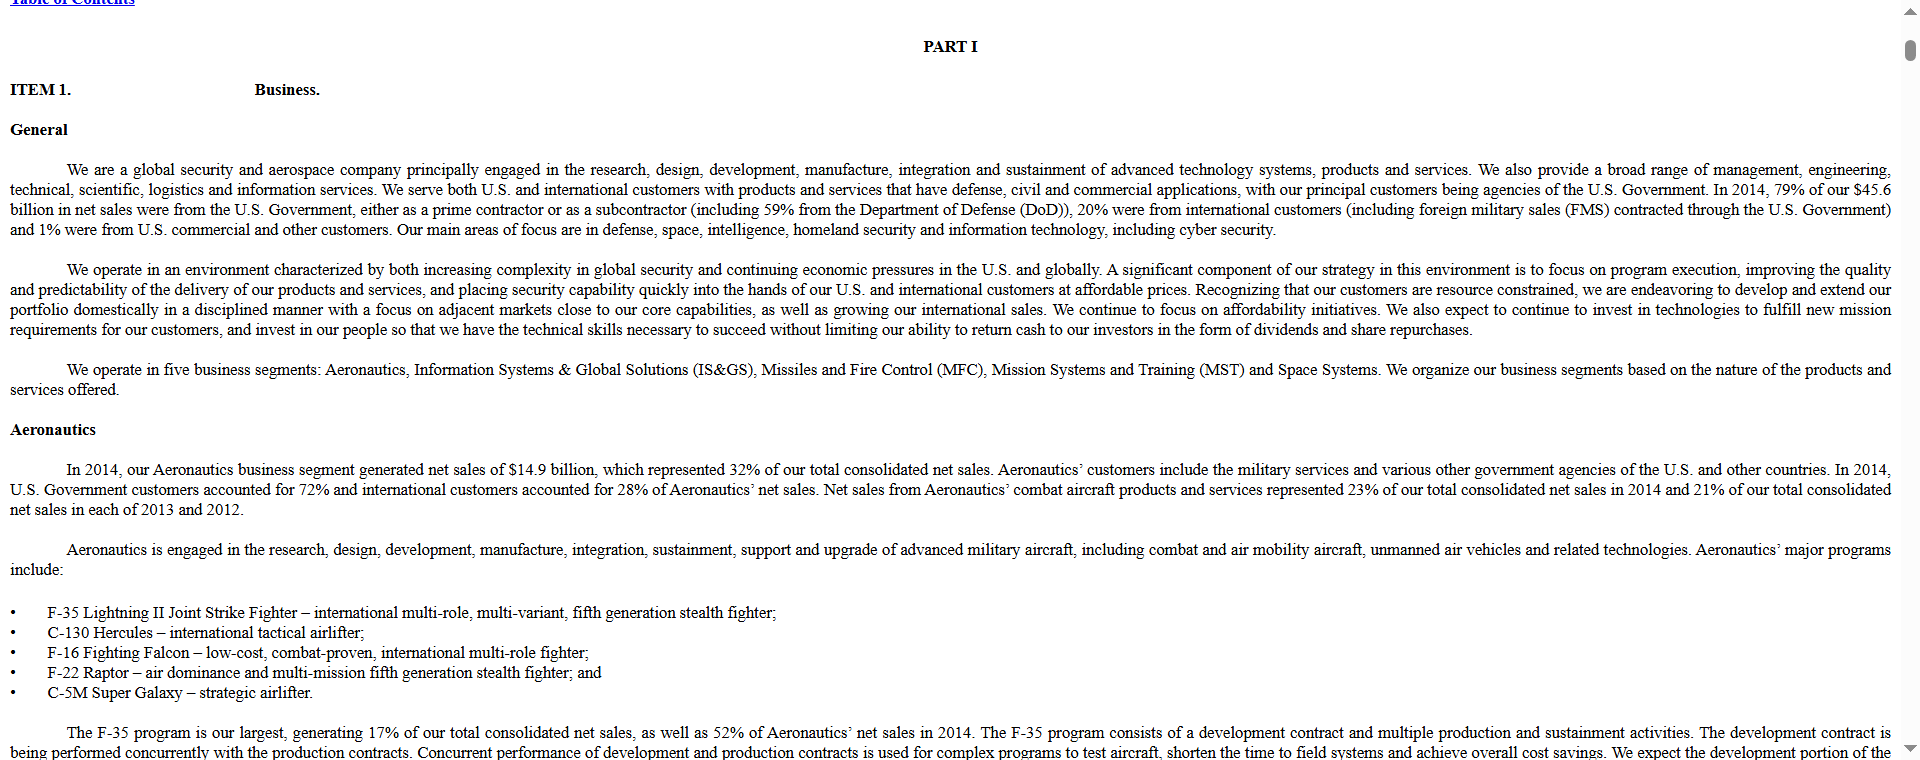 Table of Contents
PART I
ITEM 1. Business.
General
We are a global security and aerospace company principally engaged in the research, design, development, manufacture, integration and sustainment of advanced technology systems, products and services. We also provide a broad range of management, engineering,
technical, scientific, logistics and information services. We serve both U.S. and international customers with products and services that have defense, civil and commercial applications, with our principal customers being agencies of the U.S. Government. In 2014, 79% of our $45.6
billion in net sales were from the U.S. Government, either as a prime contractor or as a subcontractor (including 59% from the Department of Defense (DoD)), 20% were from international customers (including foreign military sales (FMS) contracted through the U.S. Government)
and 1% were from U.S. commercial and other customers. Our main areas of focus are in defense, space, intelligence, homeland security and information technology, including cyber security.
We operate in an environment characterized by both increasing complexity in global security and continuing economic pressures in the U.S. and globally. A significant component of our strategy in this environment is to focus on program execution, improving the quality
and predictability of the delivery of our products and services, and placing security capability quickly into the hands of our U.S. and international customers at affordable prices. Recognizing that our customers are resource constrained, we are endeavoring to develop and extend our
portfolio domestically in a disciplined manner with a focus on adjacent markets close to our core capabilities, as well as growing our international sales. We continue to focus on affordability initiatives. We also expect to continue to invest in technologies to fulfill new mission
requirements for our customers, and invest in our people so that we have the technical skills necessary to succeed without limiting our ability to return cash to our investors in the form of dividends and share repurchases.
We operate in five business segments: Aeronautics, Information Systems & Global Solutions (IS&GS), Missiles and Fire Control (MFC), Mission Systems and Training (MST) and Space Systems. We organize our business segments based on the nature of the products and
services offered.
Aeronautics
In 2014, our Aeronautics business segment generated net sales of $14.9 billion, which represented 32% of our total consolidated net sales. Aeronautics’ customers include the military services and various other government agencies of the U.S. and other countries. In 2014,
U.S. Government customers accounted for 72% and international customers accounted for 28% of Aeronautics’ net sales. Net sales from Aeronautics’ combat aircraft products and services represented 23% of our total consolidated net sales in 2014 and 21% of our total consolidated
net sales in each of 2013 and 2012.
Aeronautics is engaged in the research, design, development, manufacture, integration, sustainment, support and upgrade of advanced military aircraft, including combat and air mobility aircraft, unmanned air vehicles and related technologies. Aeronautics’ major programs
include:
• F-35 Lightning II Joint Strike Fighter – international multi-role, multi-variant, fifth generation stealth fighter;
• C-130 Hercules – international tactical airlifter;
• F-16 Fighting Falcon – low-cost, combat-proven, international multi-role fighter;
• F-22 Raptor – air dominance and multi-mission fifth generation stealth fighter; and
• C-5M Super Galaxy – strategic airlifter.
The F-35 program is our largest, generating 17% of our total consolidated net sales, as well as 52% of Aeronautics’ net sales in 2014. The F-35 program consists of a development contract and multiple production and sustainment activities. The development contract is
being performed concurrently with the production contracts. Concurrent performance of development and production contracts is used for complex programs to test aircraft, shorten the time to field systems and achieve overall cost savings. We expect the development portion of the